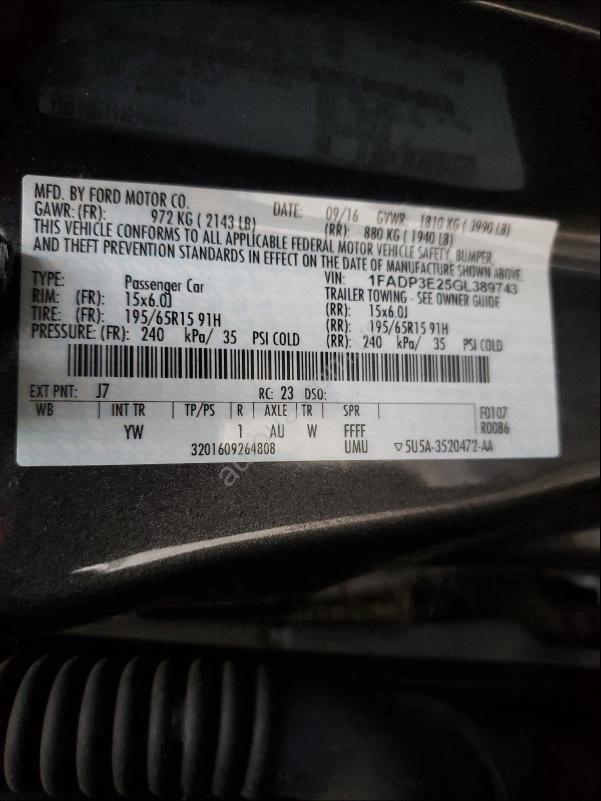 MFD. BY FORD MOTOR CO. DATE: 09/16 GVWR: 1810 KG ( 3990 LB)
GAWR: (FR): 972 KG ( 2143 LB) (RR): 880 KG ( 1940 LB)
THIS VEHICLE CONFORMS TO ALL APPLICABLE FEDERAL MOTOR VEHICLE SAFETY, BUMPER,
AND THEFT PREVENTION STANDARDS IN EFFECT ON THE DATE OF MANUFACTURE SHOWN ABOVE.
VIN: 1FADP3E25GL389743
TYPE: Passenger Car TRAILER TOWING - SEE OWNER GUIDE
RIM: (FR): 15x6.0J (RR): 15x6.0J
TIRE: (FR): 195/65R15 91H (RR): 195/65R15 91H
PRESSURE: (FR): 240 kPa/ 35 PSI COLD (RR): 240 kPa/ 35 PSI COLD
EXT PNT: J7 RC: 23 DSO:
WB INT TR TP/PS R AXLE TR SPR F0107
YW 1 AU W FFFF R0086
3201609264808 UMU ▽5U5A-3520472-AA